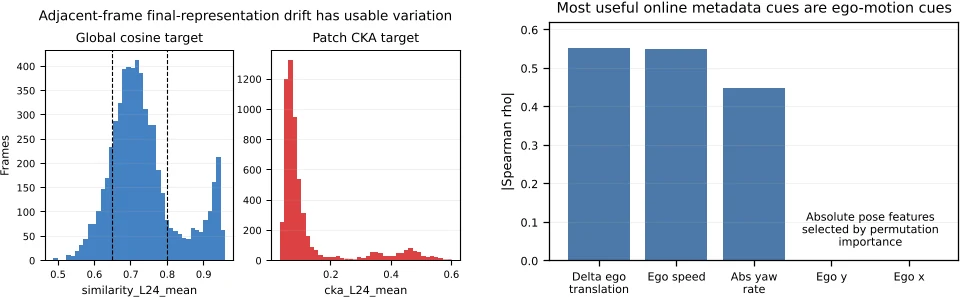 Adjacent-frame final-representation drift has usable variation
Global cosine target
Frames
400
350
300
250
200
150
100
50
0
0.5 0.6 0.7 0.8 0.9
similarity_L24_mean
Patch CKA target
1200
1000
800
600
400
200
0
0.2 0.4 0.6
cka_L24_mean
Most useful online metadata cues are ego-motion cues
|Spearman rho|
0.6
0.5
0.4
0.3
0.2
0.1
0.0
Absolute pose features
selected by permutation
importance
Delta ego
translation
Ego speed
Abs yaw
rate
Ego y
Ego x